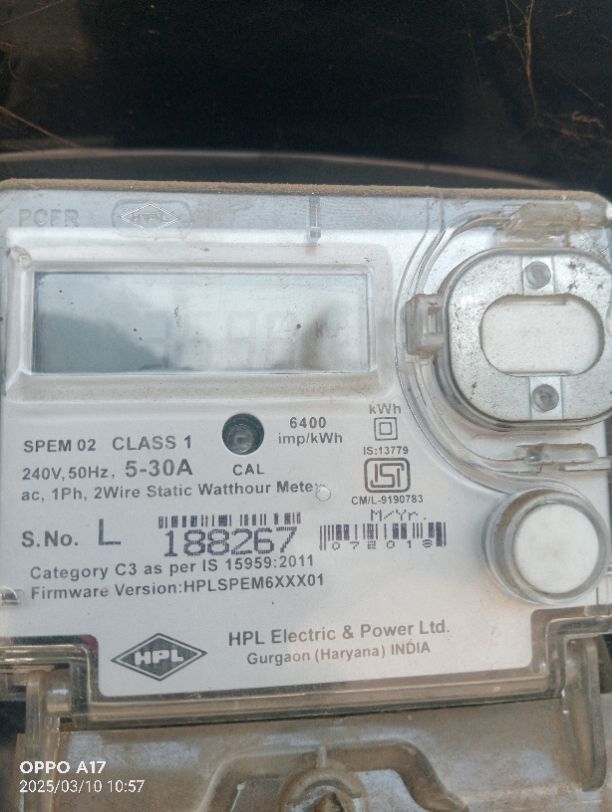 HPL
SPEM 02 CLASS 1
6400
imp/kWh
kWh
240V, 50Hz, 5-30A
CAL
IS:13779
ac, 1Ph, 2Wire Static Watthour Meter
ISI
CM/L-9190783
M/Yr.
S.No. L 188267
072018
Category C3 as per IS 15959:2011
Firmware Version:HPLSPEM6XXX01
HPL
HPL Electric & Power Ltd.
Gurgaon (Haryana) INDIA
OPPO A17
2025/03/10 10:57